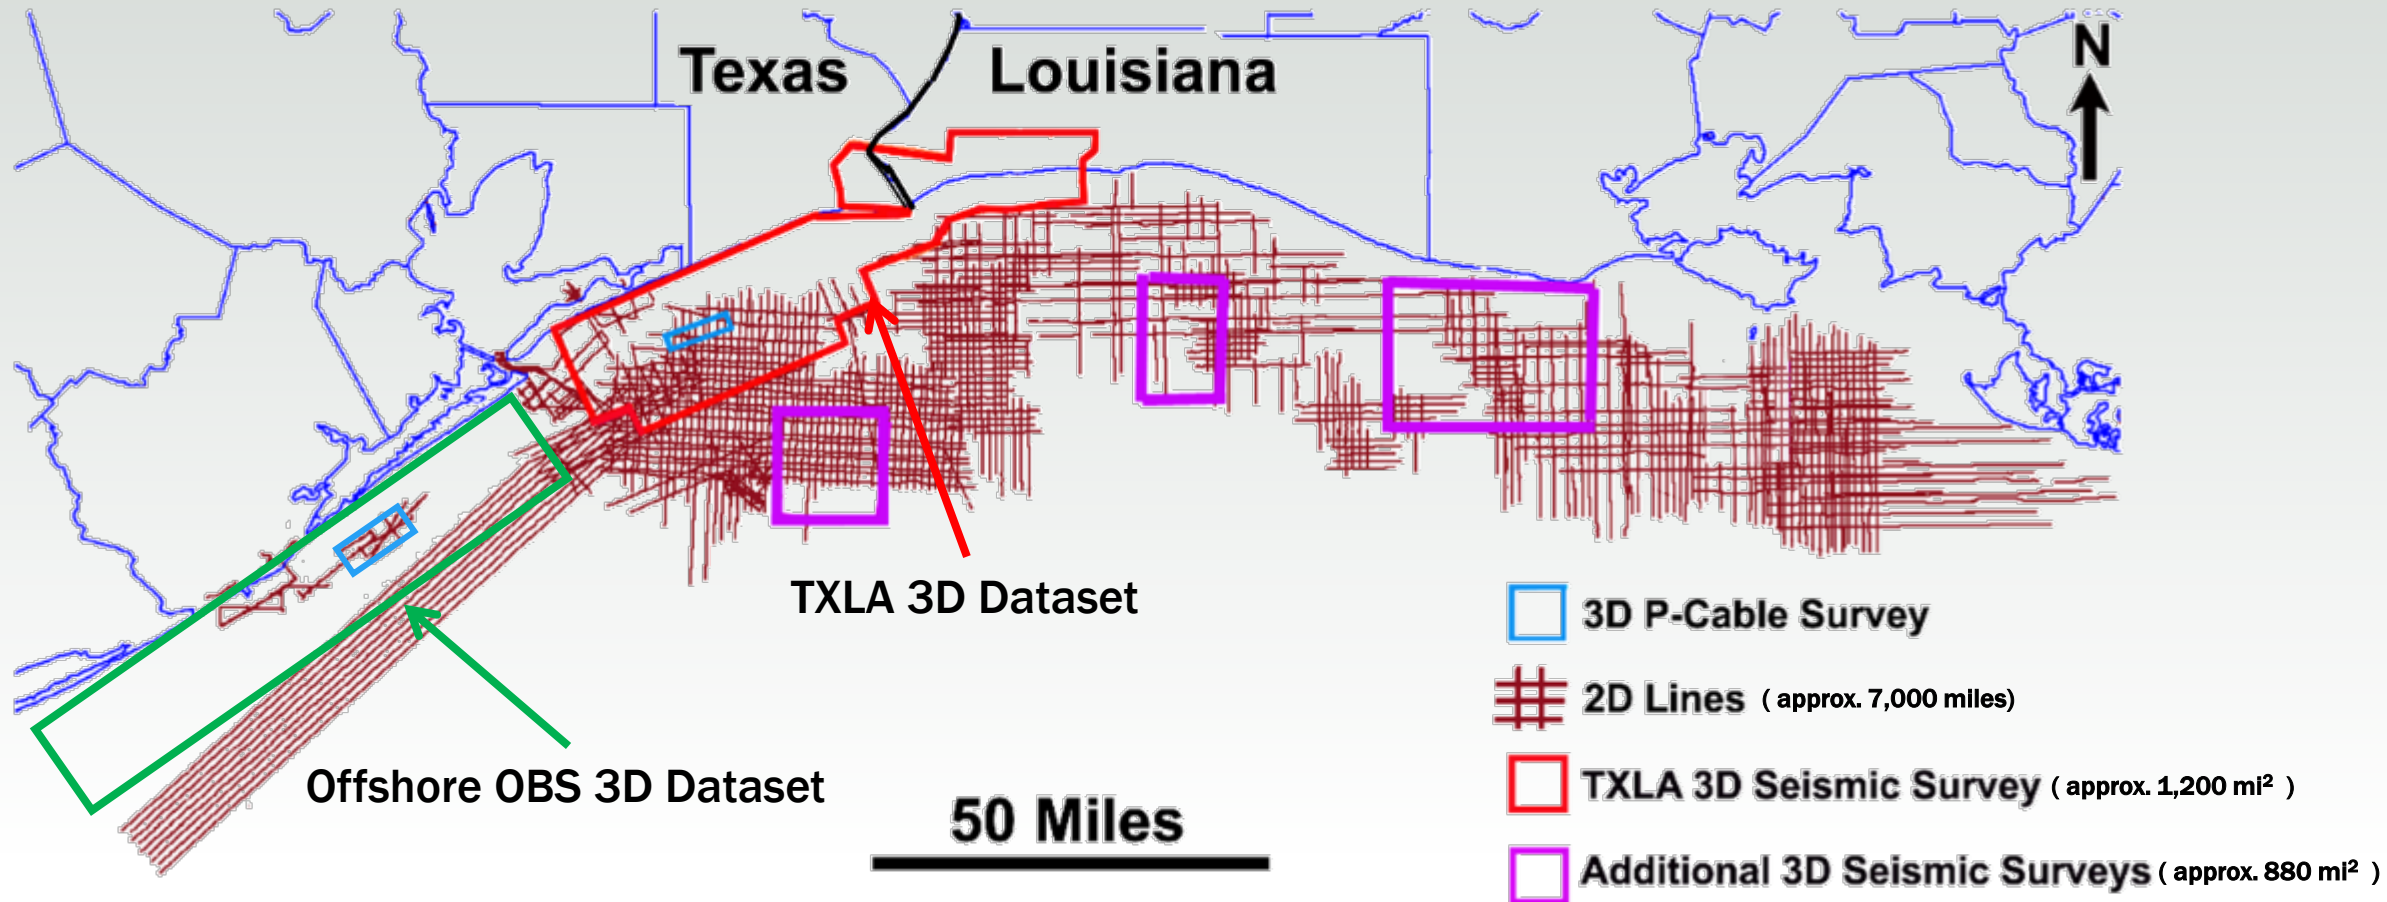 Texas
Louisiana
N
TXLA 3D Dataset
Offshore OBS 3D Dataset
50 Miles
3D P-Cable Survey
2D Lines ( approx. 7,000 miles)
TXLA 3D Seismic Survey ( approx. 1,200 mi² )
Additional 3D Seismic Surveys ( approx. 880 mi² )